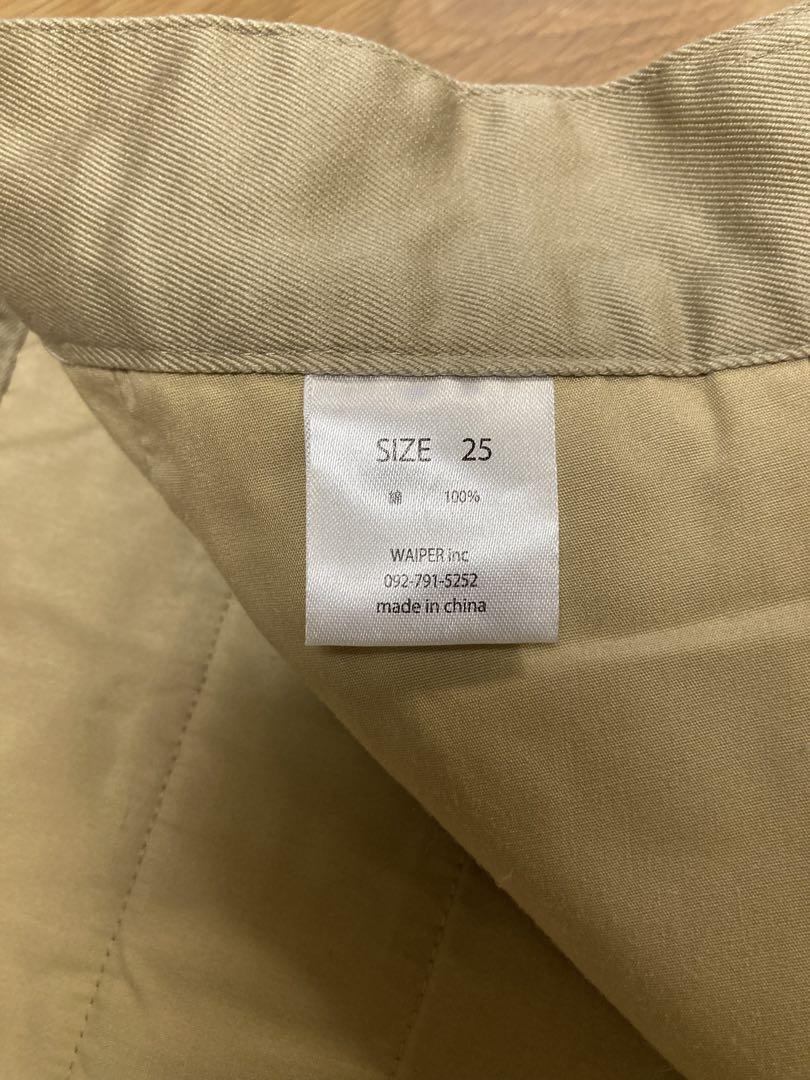 SIZE 25
綿 100%
WAIPER inc
092-791-5252
made in china